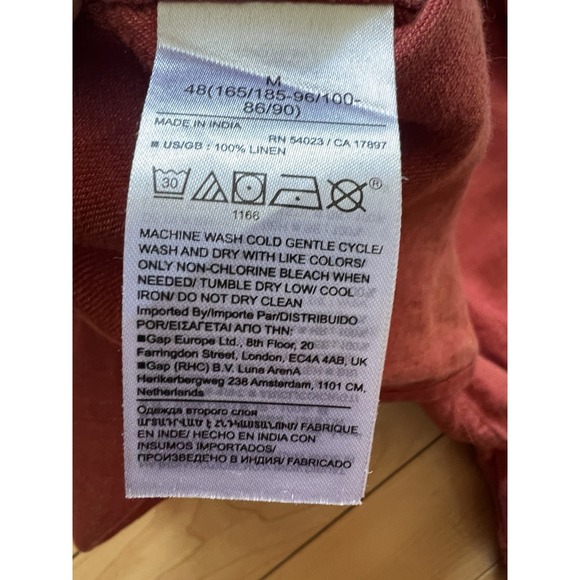 M
48(165/185-96/100-
86/90)
MADE IN INDIA RN 54023 / CA 17897
■ US/GB : 100% LINEN
30
®
1166
MACHINE WASH COLD GENTLE CYCLE/
WASH AND DRY WITH LIKE COLORS/
ONLY NON-CHLORINE BLEACH WHEN
NEEDED/ TUMBLE DRY LOW/ COOL
IRON/ DO NOT DRY CLEAN
Imported By/Importe Par/DISTRIBUIDO
POR/ΕΙΣΑΓΕΤΑΙ ΑΠΟ ΤΗΝ:
■Gap Europe Ltd., 8th Floor, 20
Farringdon Street, London, EC4A 4AB, UK
■Gap (RHC) B.V. Luna ArenA
Herikerbergweg 238 Amsterdam, 1101 CM,
Netherlands
Одежда второго слоя
ԱՐՏԱԴՐՎԱԾ Է ՀՆԴԿԱՍՏԱՆՈՒՄ/ FABRIQUE
EN INDE/ HECHO EN INDIA CON
INSUMOS IMPORTADOS/
ПРОИЗВЕДЕНО В ИНДИЯ/ FABRICADO